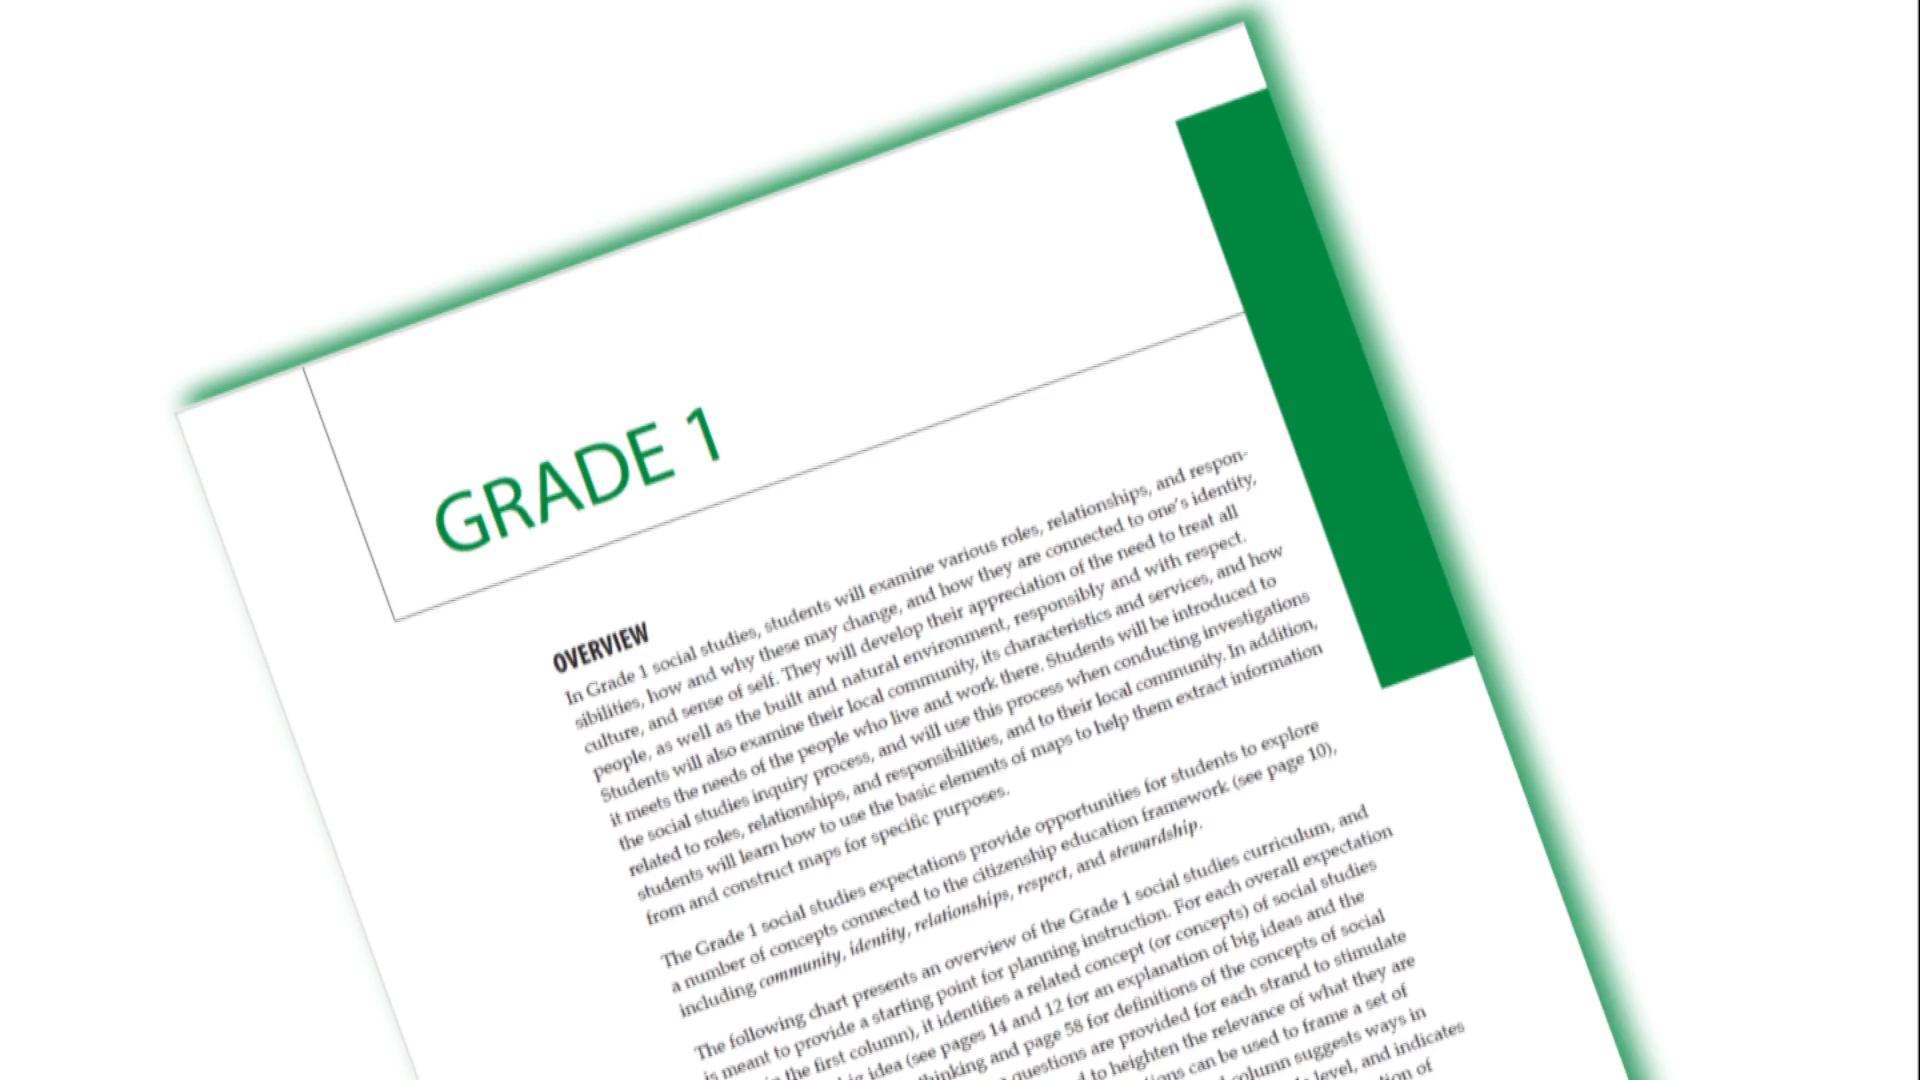 GRADE 1
OVERVIEW
In Grade 1 social studies, students will examine various roles, relationships, and respon-
sibilities, how and why these may change, and how they are connected to one's identity,
culture, and sense of self. They will develop their appreciation of the need to treat all
people, as well as the built and natural environment, responsibly and with respect.
Students will also examine their local community, its characteristics and services, and how
it meets the needs of the people who live and work there. Students will be introduced to
the social studies inquiry process, and will use this process when conducting investigations
related to roles, relationships, and responsibilities, and to their local community. In addition,
students will learn how to use the basic elements of maps to help them extract information
from and construct maps for specific purposes.
The Grade 1 social studies expectations provide opportunities for students to explore
a number of concepts connected to the citizenship education framework (see page 10),
including community, identity, relationships, respect, and stewardship.
The following chart presents an overview of the Grade 1 social studies curriculum, and
is meant to provide a starting point for planning instruction. For each overall expectation
the first column), it identifies a related concept (or concepts) of social studies
idea (see pages 14 and 12 for an explanation of big ideas and the
thinking and page 58 for definitions of the concepts of social
questions are provided for each strand to stimulate
to heighten the relevance of what they are
can be used to frame a set of
column suggests ways in
level, and indicates
of